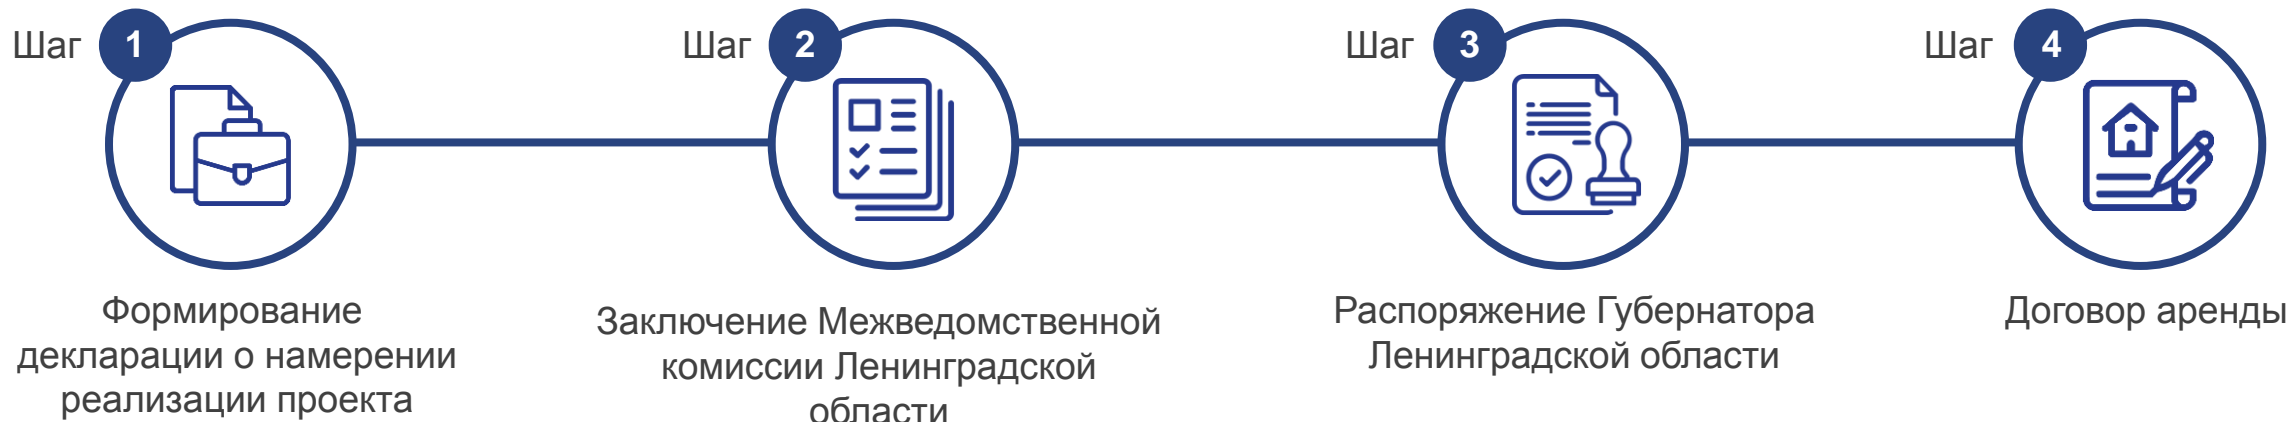 Шаг 1
Шаг 2
Шаг 3
Шаг 4
Формирование
декларации о намерении
реализации проекта
Заключение Межведомственной
комиссии Ленинградской
области
Распоряжение Губернатора
Ленинградской области
Договор аренды